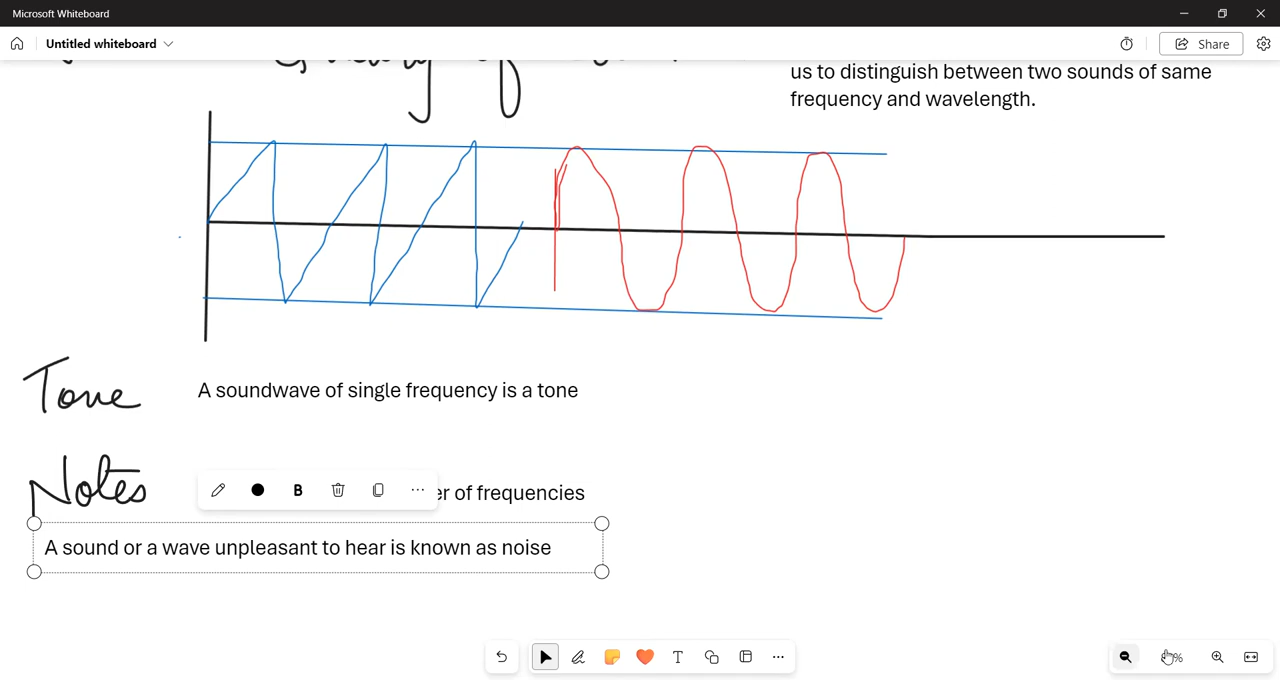 Microsoft Whiteboard
Untitled whiteboard
Share
us to distinguish between two sounds of same
frequency and wavelength.
Tone
A soundwave of single frequency is a tone
Notes
B
of frequencies
A sound or a wave unpleasant to hear is known as noise
T
%